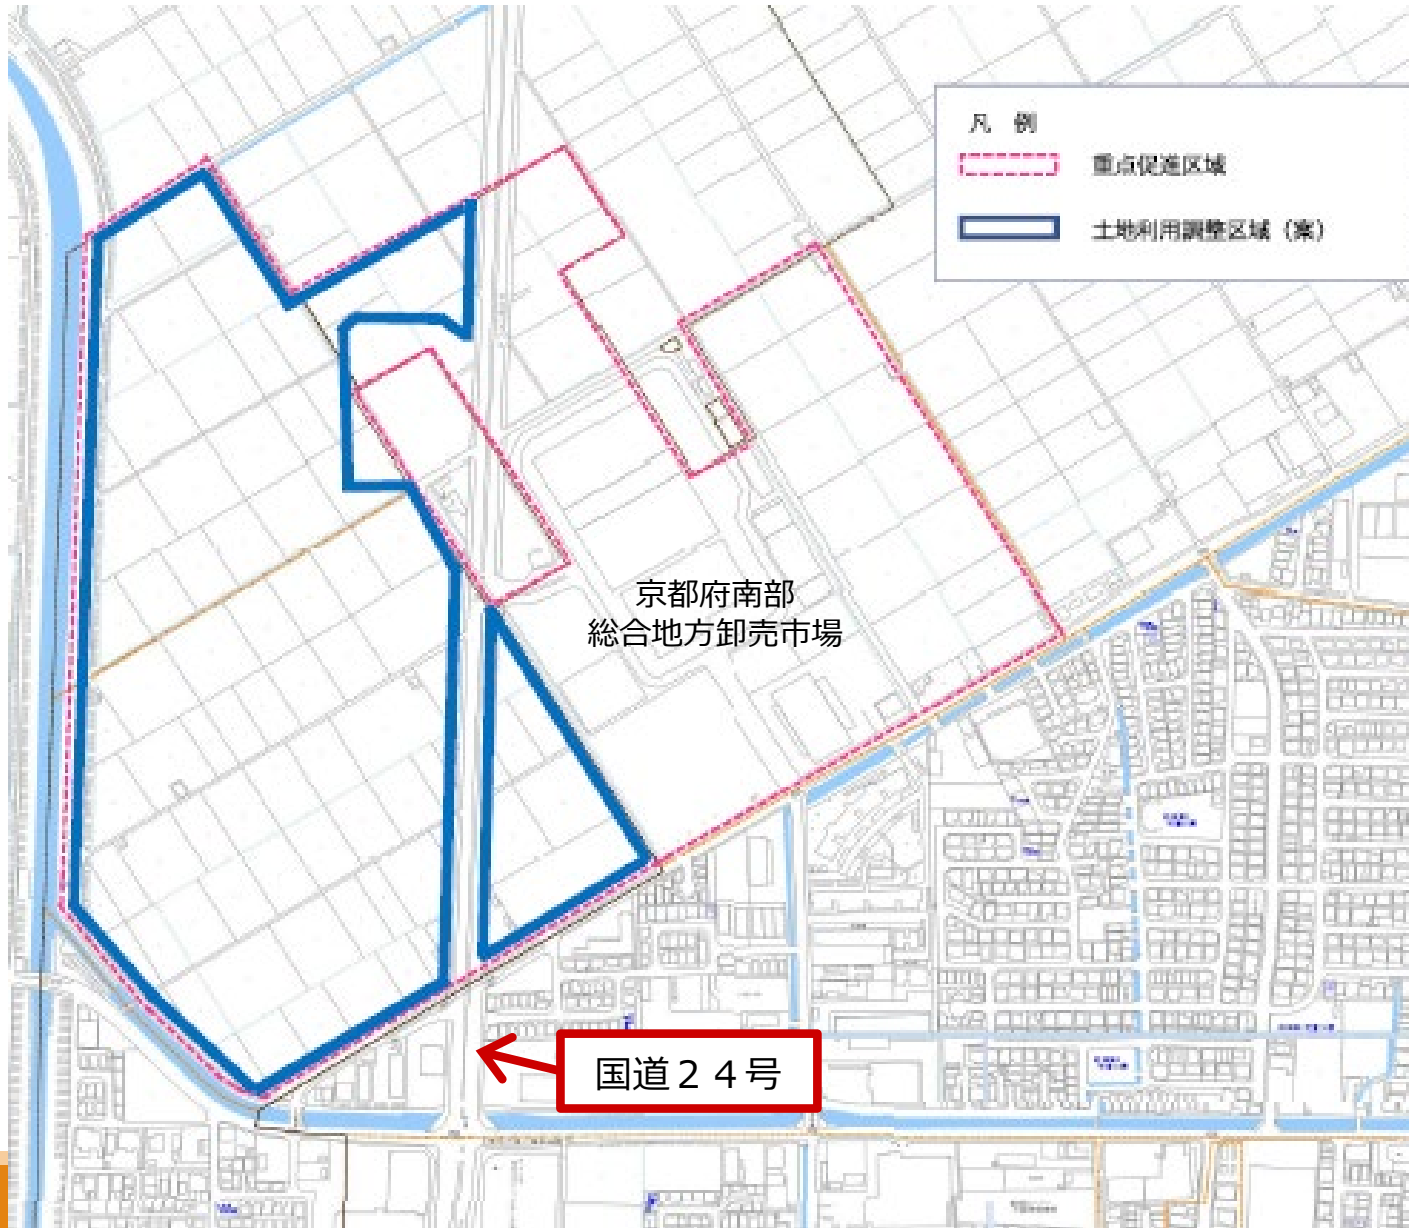 凡 例
重点促進区域
土地利用調整区域（案）
京都府南部
総合地方卸売市場
国道２４号